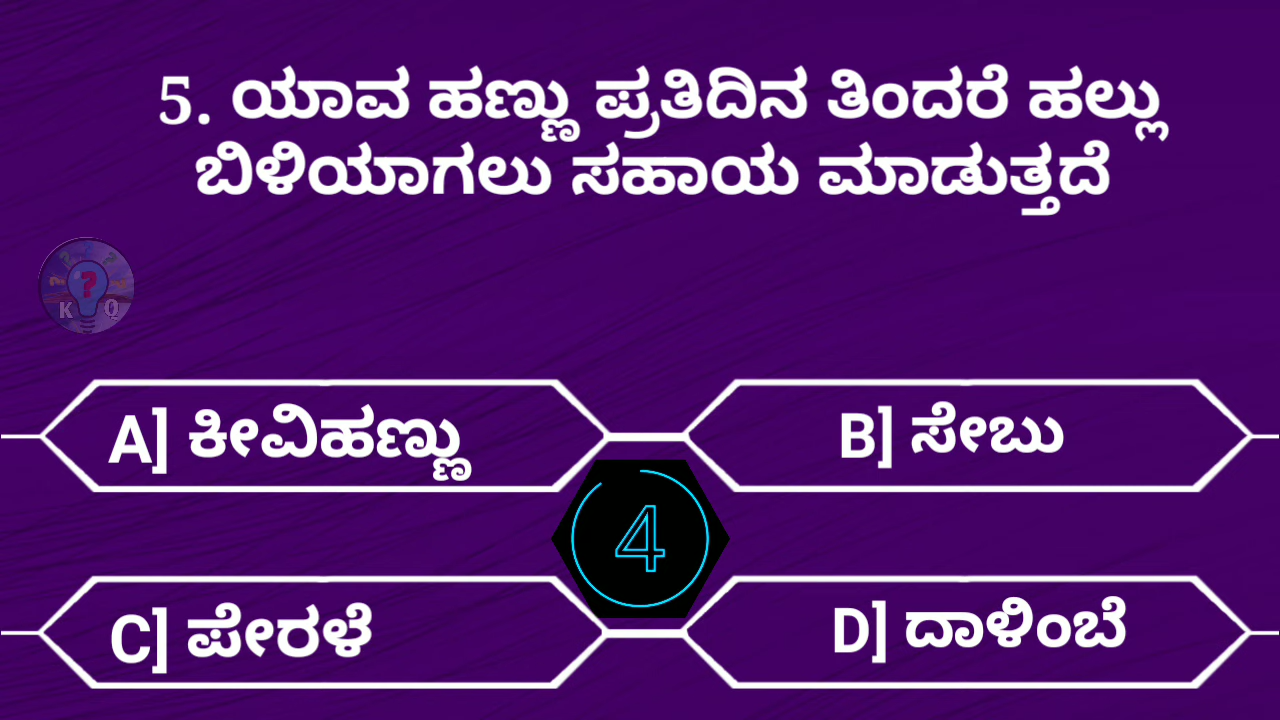 5. ಯಾವ ಹಣ್ಣು ಪ್ರತಿದಿನ ತಿಂದರೆ ಹಲ್ಲು
ಬಿಳಿಯಾಗಲು ಸಹಾಯ ಮಾಡುತ್ತದೆ
K Q
A] ಕೀವಿಹಣ್ಣು
B] ಸೇಬು
4
C] ಪೇರಳೆ
D] ದಾಳಿಂಬೆ